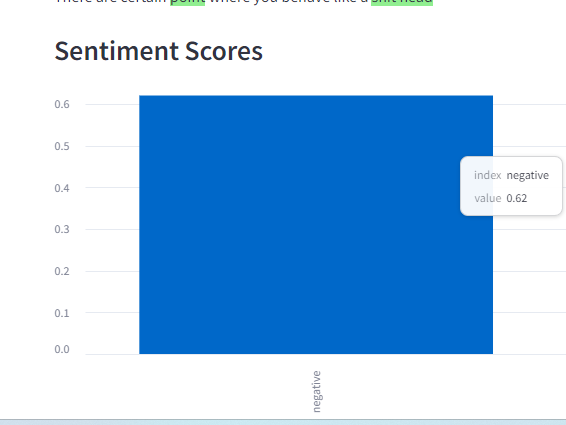 There are certain point where you behave like a shit head
Sentiment Scores
0.6
0.5
0.4
0.3
0.2
0.1
0.0
index negative
value 0.62
negative